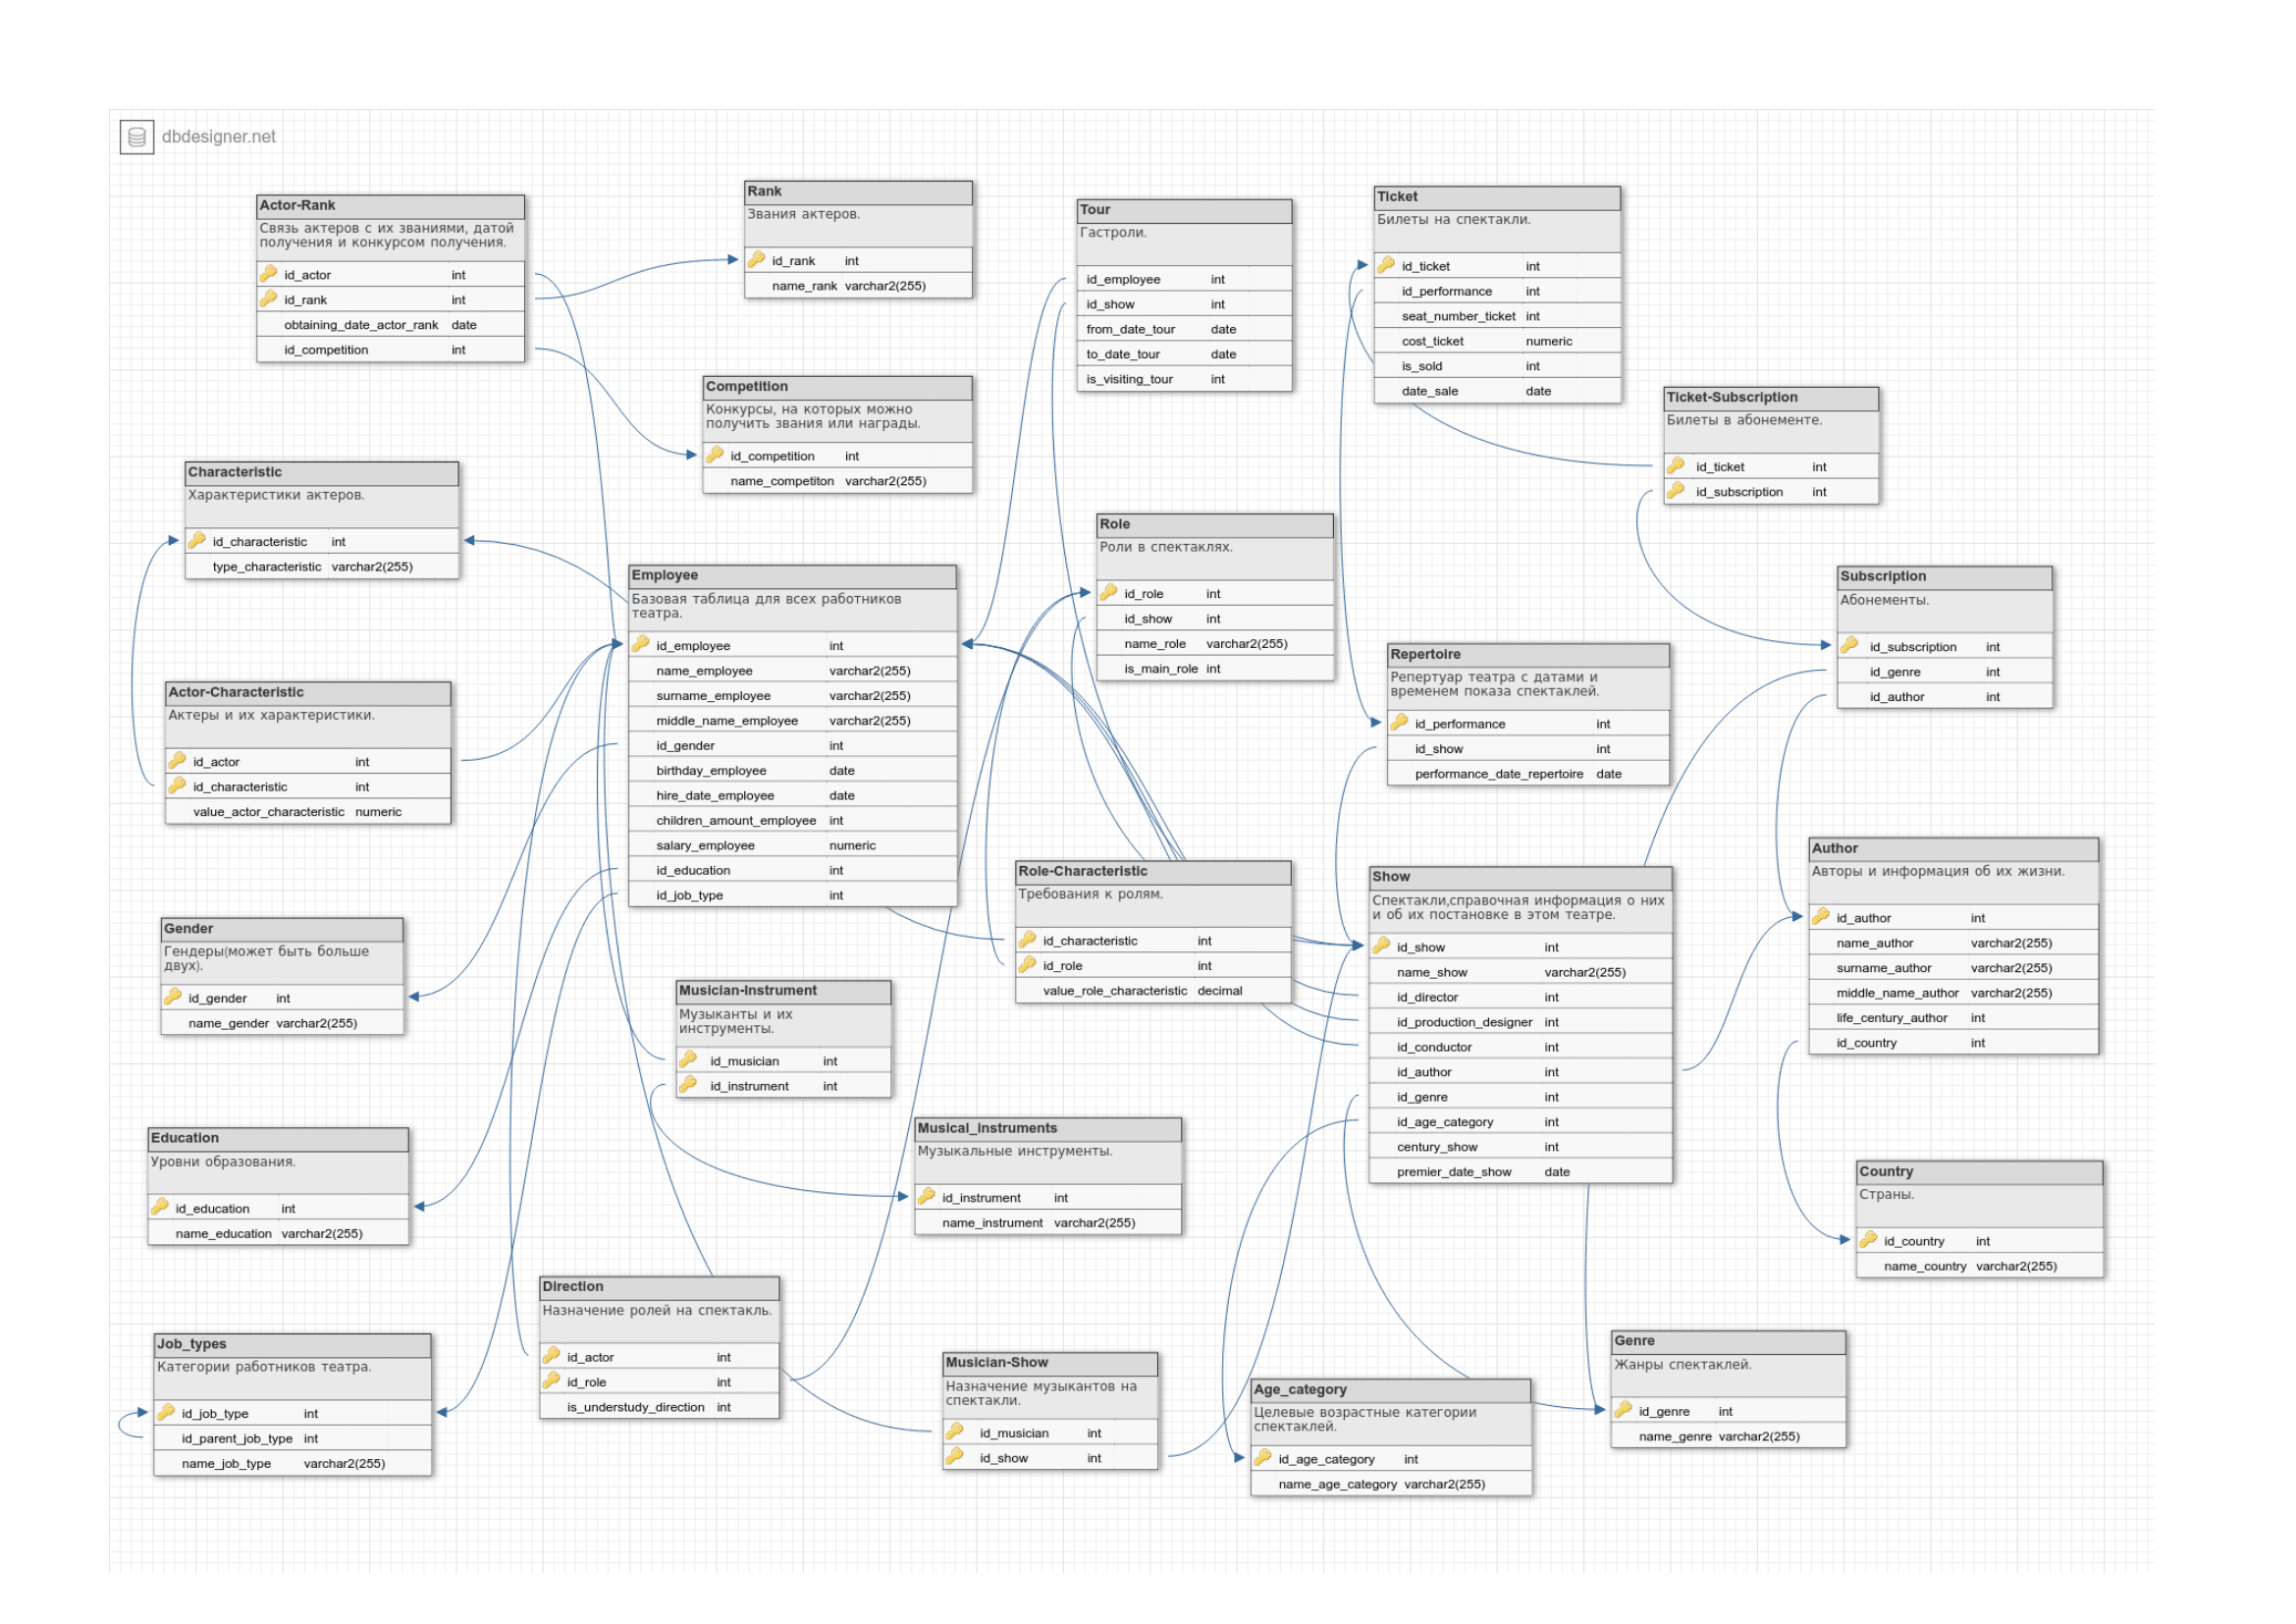 dbdesigner.net
Actor-Rank
Связь актеров с их званиями, датой
получения и конкурсом получения.
id_actor int
id_rank int
obtaining_date_actor_rank date
id_competition int
Rank
Звания актеров.
id_rank int
name_rank varchar2(255)
Tour
Гастроли.
id_employee int
id_show int
from_date_tour date
to_date_tour date
is_visiting_tour int
Ticket
Билеты на спектакли.
id_ticket int
id_performance int
seat_number_ticket int
cost_ticket numeric
is_sold int
date_sale date
Competition
Конкурсы, на которых можно
получить звания или награды.
id_competition int
name_competiton varchar2(255)
Ticket-Subscription
Билеты в абонементе.
id_ticket int
id_subscription int
Characteristic
Характеристики актеров.
id_characteristic int
type_characteristic varchar2(255)
Role
Роли в спектаклях.
id_role int
id_show int
name_role varchar2(255)
is_main_role int
Employee
Базовая таблица для всех работников
театра.
id_employee int
name_employee varchar2(255)
surname_employee varchar2(255)
middle_name_employee varchar2(255)
id_gender int
birthday_employee date
hire_date_employee date
children_amount_employee int
salary_employee numeric
id_education int
id_job_type int
Subscription
Абонементы.
id_subscription int
id_genre int
id_author int
Repertoire
Репертуар театра с датами и
временем показа спектаклей.
id_performance int
id_show int
performance_date_repertoire date
Actor-Characteristic
Актеры и их характеристики.
id_actor int
id_characteristic int
value_actor_characteristic numeric
Role-Characteristic
Требования к ролям.
id_characteristic int
id_role int
value_role_characteristic decimal
Show
Спектакли,справочная информация о них
и об их постановке в этом театре.
id_show int
name_show varchar2(255)
id_director int
id_production_designer int
id_conductor int
id_author int
id_genre int
id_age_category int
century_show int
premier_date_show date
Author
Авторы и информация об их жизни.
id_author int
name_author varchar2(255)
surname_author varchar2(255)
middle_name_author varchar2(255)
life_century_author int
id_country int
Gender
Гендеры(может быть больше
двух).
id_gender int
name_gender varchar2(255)
Musician-Instrument
Музыканты и их
инструменты.
id_musician int
id_instrument int
Musical_instruments
Музыкальные инструменты.
id_instrument int
name_instrument varchar2(255)
Education
Уровни образования.
id_education int
name_education varchar2(255)
Country
Страны.
id_country int
name_country varchar2(255)
Direction
Назначение ролей на спектакль.
id_actor int
id_role int
is_understudy_direction int
Job_types
Категории работников театра.
id_job_type int
id_parent_job_type int
name_job_type varchar2(255)
Musician-Show
Назначение музыкантов на
спектакли.
id_musician int
id_show int
Age_category
Целевые возрастные категории
спектаклей.
id_age_category int
name_age_category varchar2(255)
Genre
Жанры спектаклей.
id_genre int
name_genre varchar2(255)